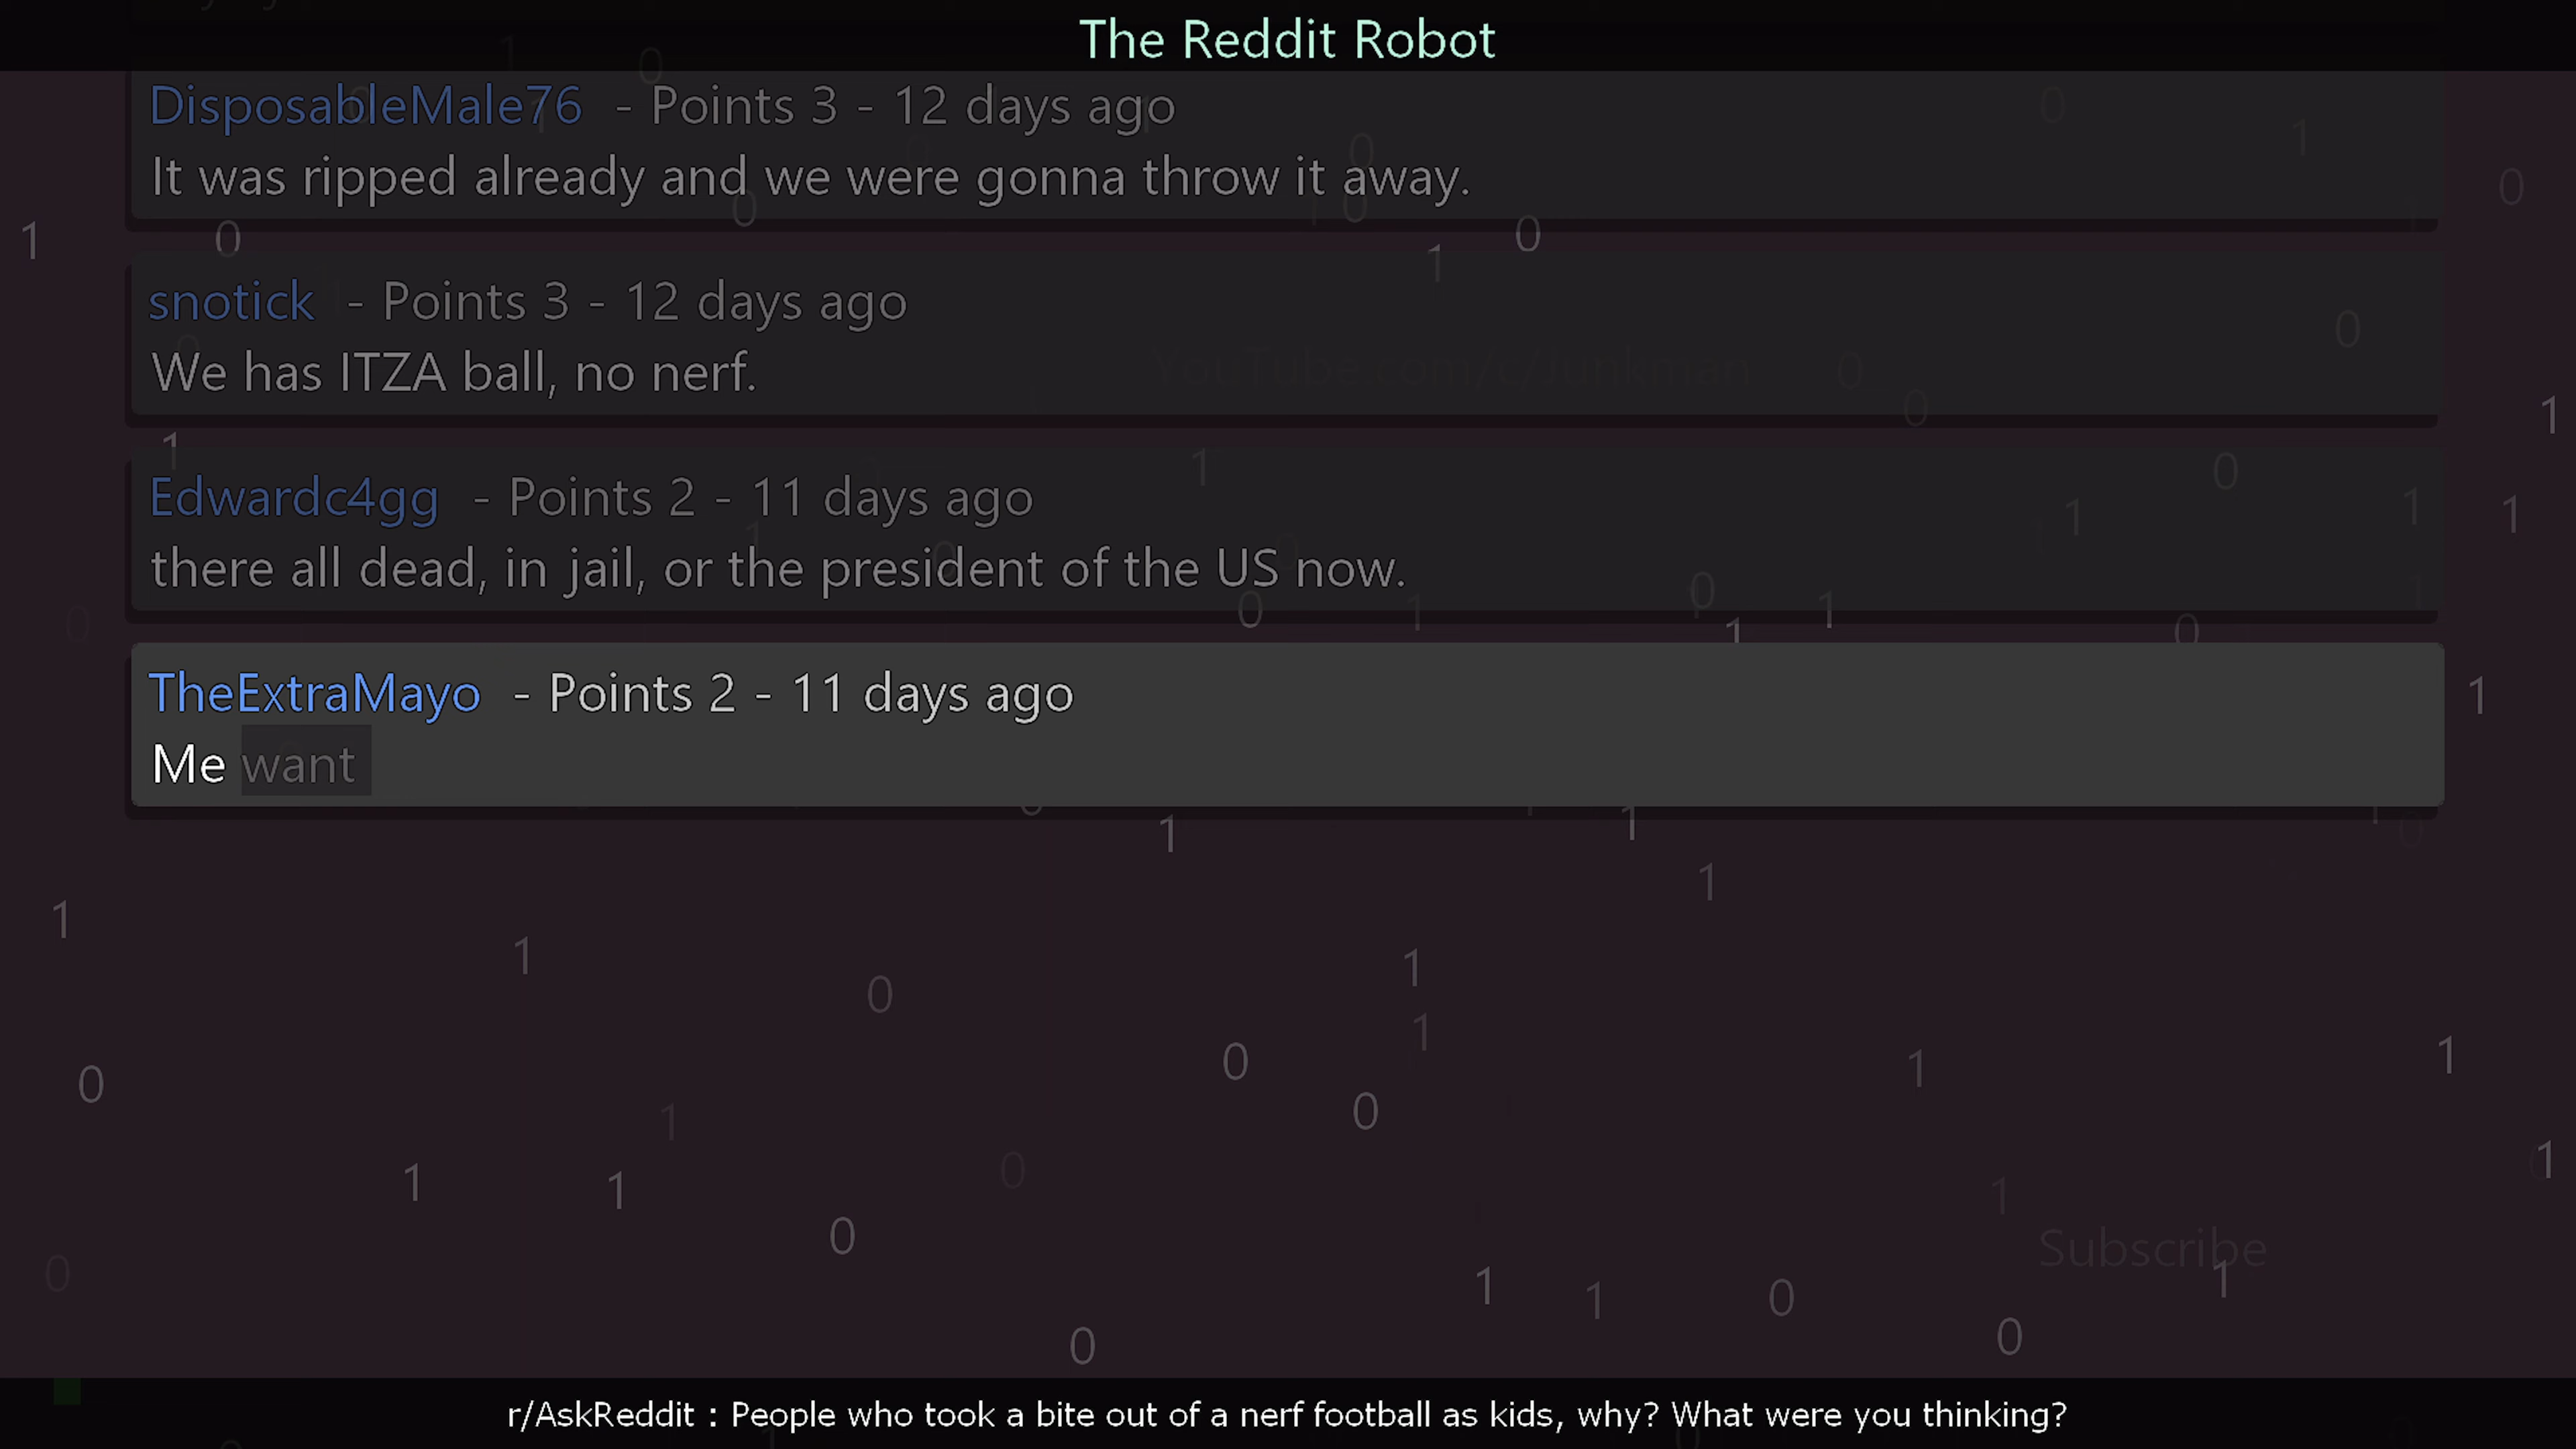 The Reddit Robot
DisposableMale76 - Points 3 - 12 days ago
It was ripped already and we were gonna throw it away.
snotick - Points 3 - 12 days ago
We has ITZA ball, no nerf.
YouTube.com/c/Junkman
Edwardc4gg - Points 2 - 11 days ago
there all dead, in jail, or the president of the US now.
TheExtraMayo - Points 2 - 11 days ago
Me want
Subscribe
r/AskReddit : People who took a bite out of a nerf football as kids, why? What were you thinking?